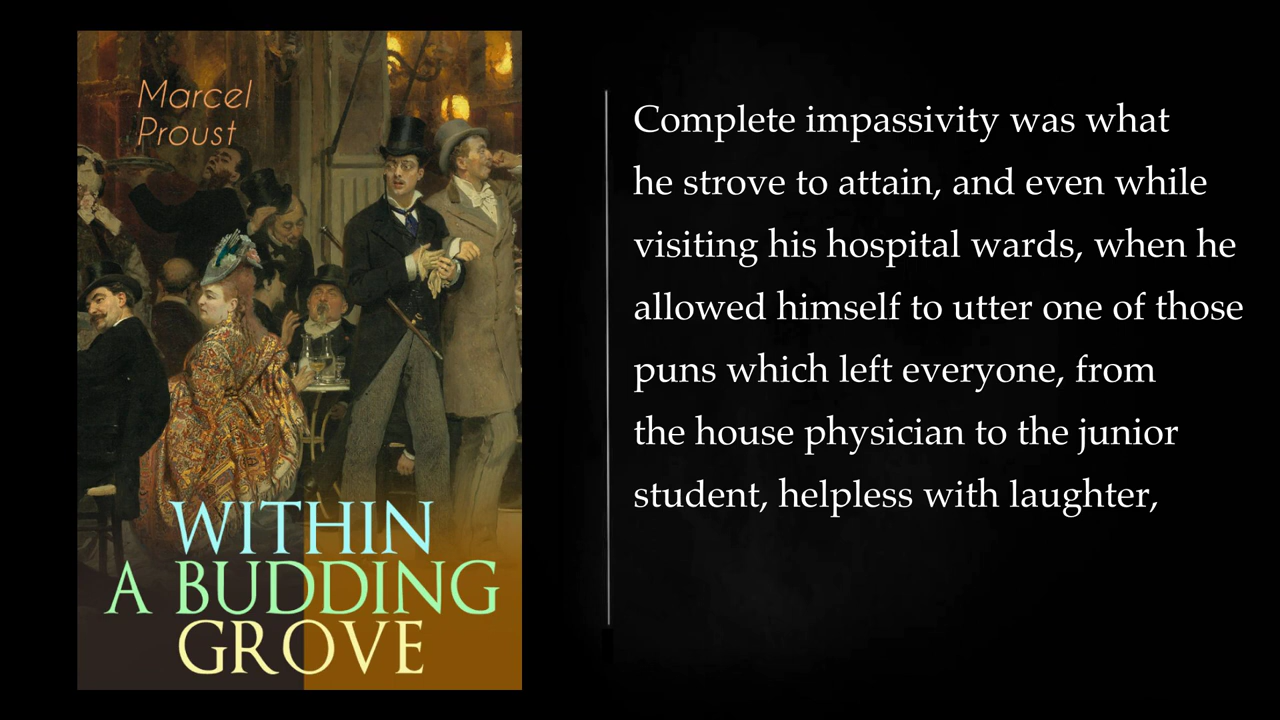 Marcel
Proust
WITHIN
A BUDDING
GROVE
Complete impassivity was what
he strove to attain, and even while
visiting his hospital wards, when he
allowed himself to utter one of those
puns which left everyone, from
the house physician to the junior
student, helpless with laughter,